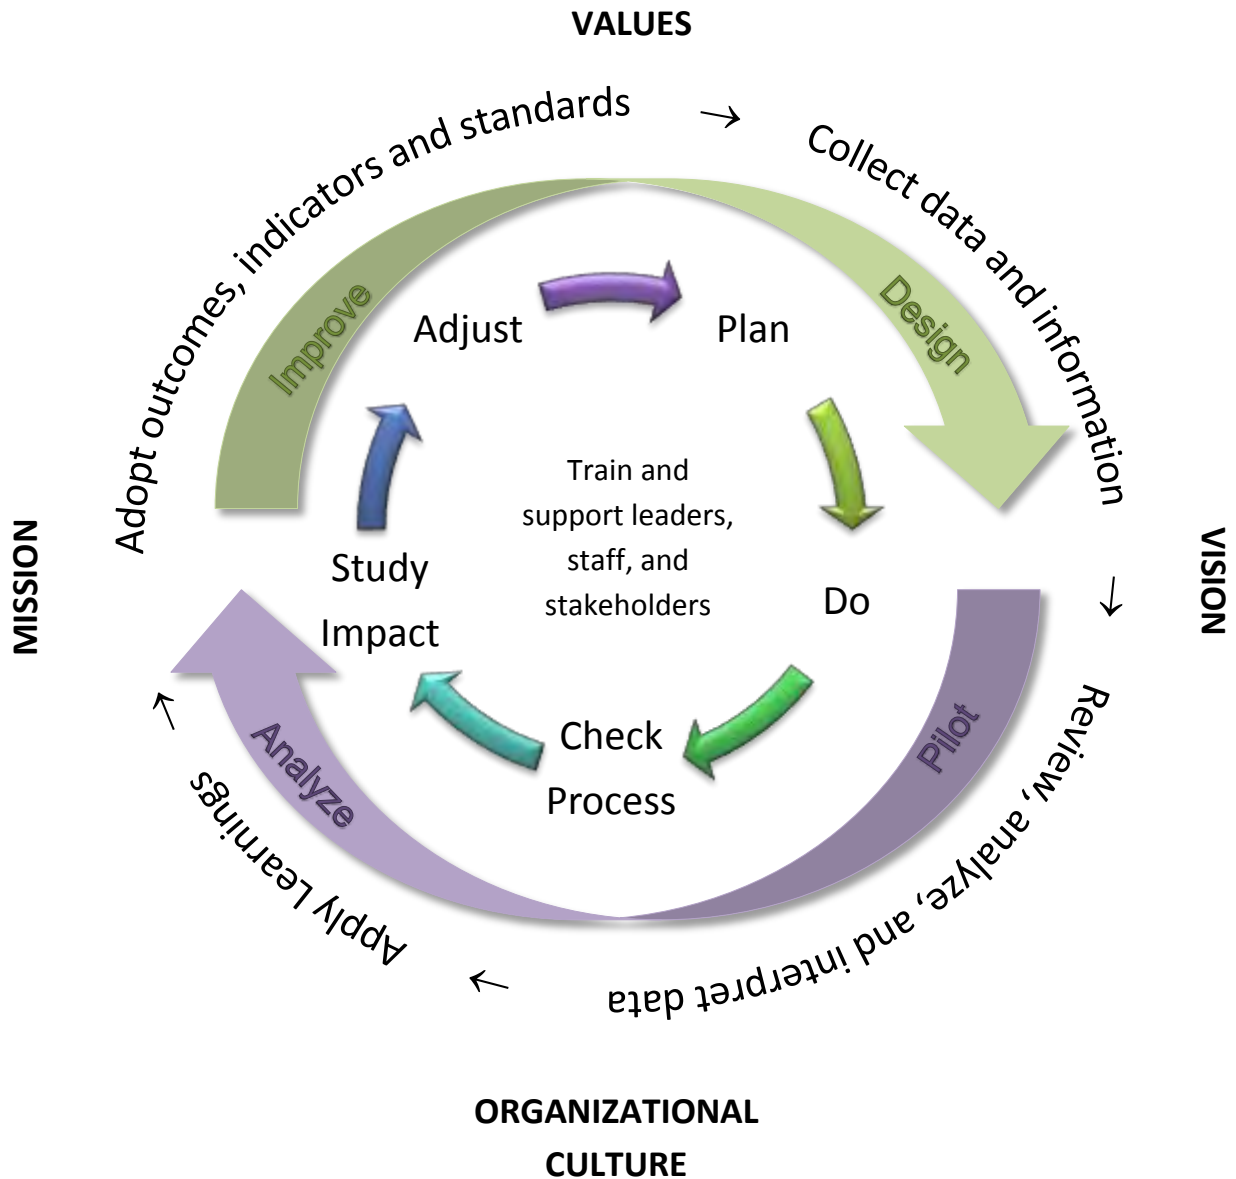 VALUES
Adopt outcomes, indicators and standards
→
Collect data and information
Improve
Design
Adjust
Plan
Train and
support leaders,
staff, and
stakeholders
MISSION
VISION
Study
Impact
Do
↓
Check
Process
Analyze
Pilot
Review, analyze, and interpret data
←
Apply Learnings
↑
ORGANIZATIONAL
CULTURE